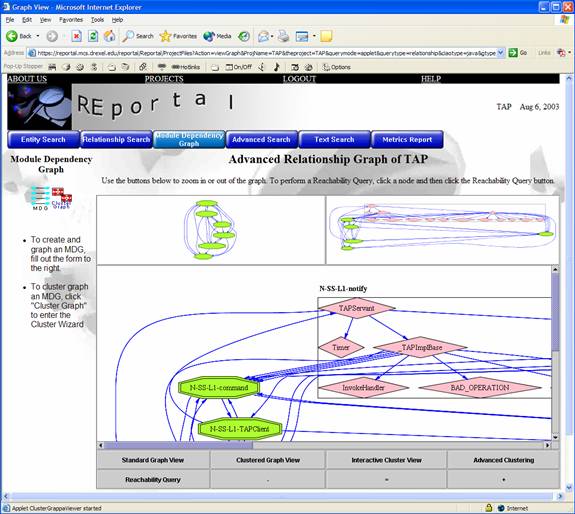 Graph View - Microsoft Internet Explorer
File Edit View Favorites Tools Help
Back Search Favorites Media
Address https://reportal.mcs.drexel.edu/reportal/Reportal/ProjectFiles?Action=viewGraph&ProjName=TAP&theproject=TAP&querymode=applet&querytype=relationship&classtype=java&gtype Go Links
Pop-Up Stopper Hotlinks On/Off Sites Options
ABOUT US PROJECTS LOGOUT HELP
REportal
TAP Aug 6, 2003
Entity Search Relationship Search Module Dependency Graph Advanced Search Text Search Metrics Report
Module Dependency Graph
MDG Cluster Graph
To create and graph an MDG, fill out the form to the right.
To cluster graph an MDG, click "Cluster Graph" to enter the Cluster Wizard
Advanced Relationship Graph of TAP
Use the buttons below to zoom in or out of the graph. To perform a Reachability Query, click a node and then click the Reachability Query button.
N-SS-L1-notify
TAPServant
Timer TAPImplBase
N-SS-L1-command InvokeHandler BAD_OPERATION
N-SS-L1-TAPClient
Standard Graph View Clustered Graph View Interactive Cluster View Advanced Clustering
Reachability Query - = +
Applet ClusterGrappaViewer started Internet